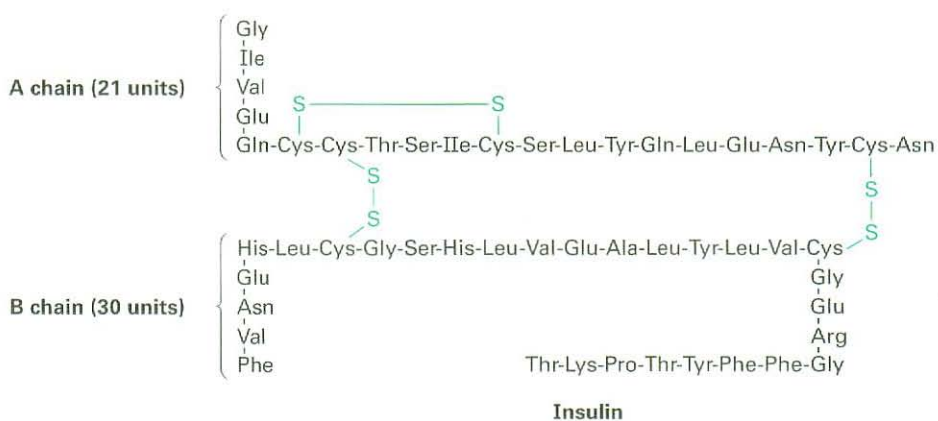 Gly
Ile
A chain (21 units)
Val
Glu
S S
Gln-Cys-Cys-Thr-Ser-IIe-Cys-Ser-Leu-Tyr-Gln-Leu-Glu-Asn-Tyr-Cys-Asn
S S
S S
His-Leu-Cys-Gly-Ser-His-Leu-Val-Glu-Ala-Leu-Tyr-Leu-Val-Cys
Glu Gly
B chain (30 units)
Asn Glu
Val Arg
Phe Thr-Lys-Pro-Thr-Tyr-Phe-Phe-Gly
Insulin